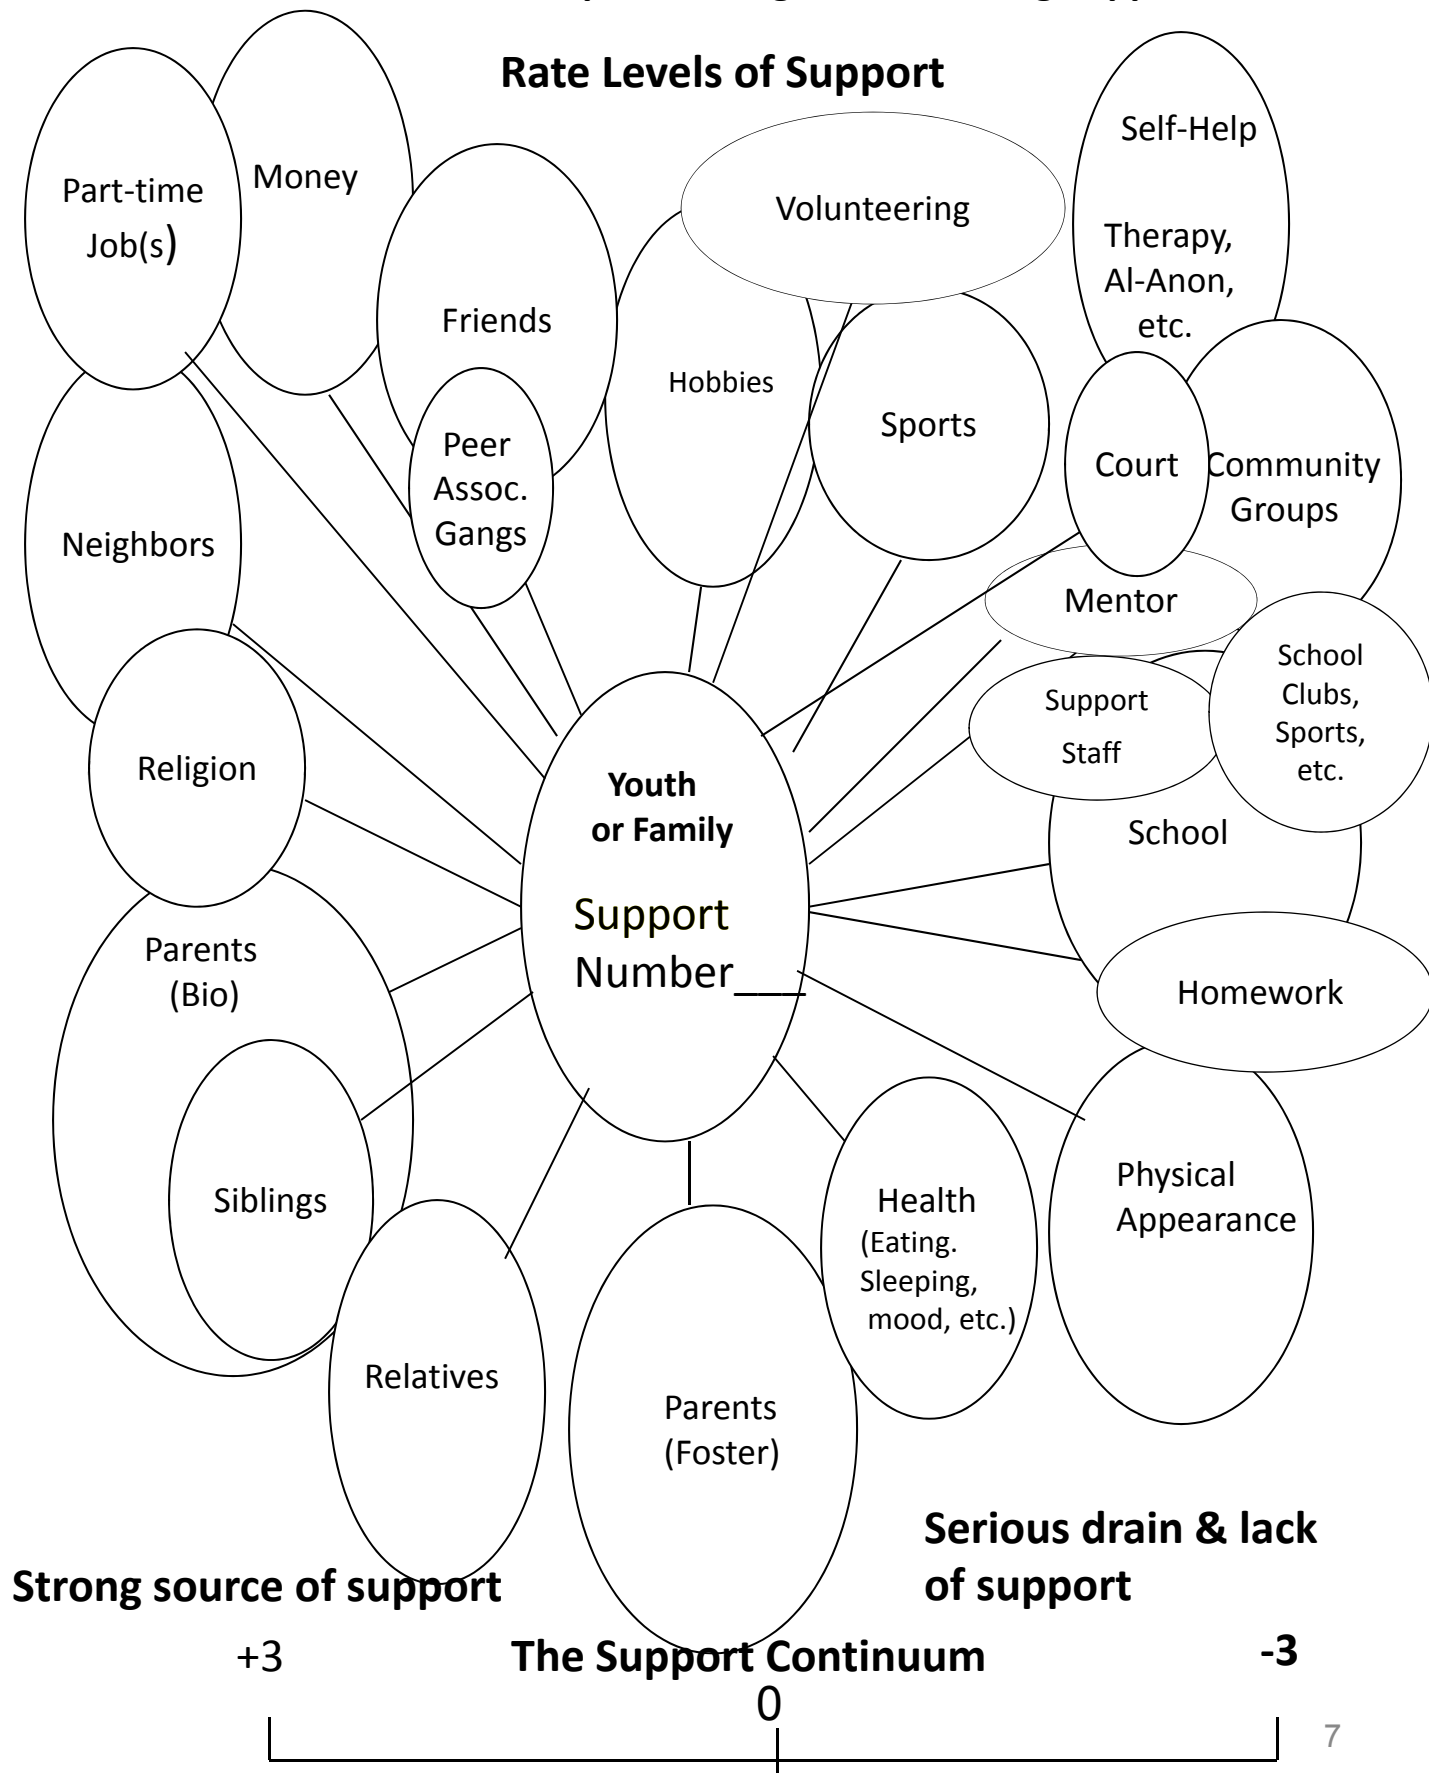 Rate Levels of Support
Part-time
Job(s)
Money
Friends
Peer
Assoc.
Gangs
Hobbies
Volunteering
Sports
Self-Help
Therapy,
Al-Anon,
etc.
Court
Community
Groups
Mentor
Neighbors
Religion
Support
Staff
School
Clubs,
Sports,
etc.
School
Homework
Youth
or Family
Support
Number___
Parents
(Bio)
Siblings
Relatives
Parents
(Foster)
Health
(Eating.
Sleeping,
mood, etc.)
Physical
Appearance
Serious drain & lack
of support
Strong source of support
+3
The Support Continuum
-3
0
7